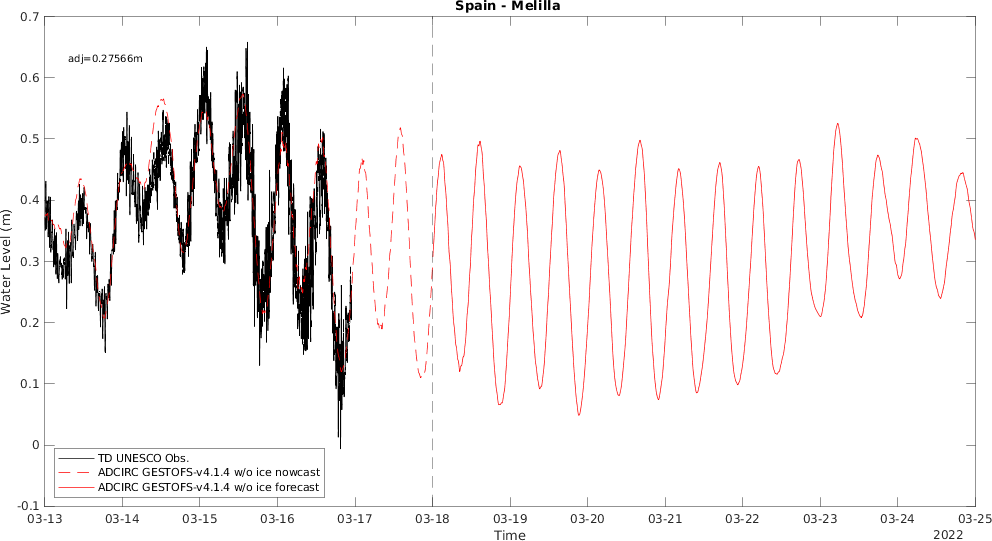 Spain - Melilla
adj=0.27566m
Water Level (m)
0.7
0.6
0.5
0.4
0.3
0.2
0.1
0
-0.1
TD UNESCO Obs.
ADCIRC GESTOFS-v4.1.4 w/o ice nowcast
ADCIRC GESTOFS-v4.1.4 w/o ice forecast
03-13 03-14 03-15 03-16 03-17 03-18 03-19 03-20 03-21 03-22 03-23 03-24 03-25
Time
2022